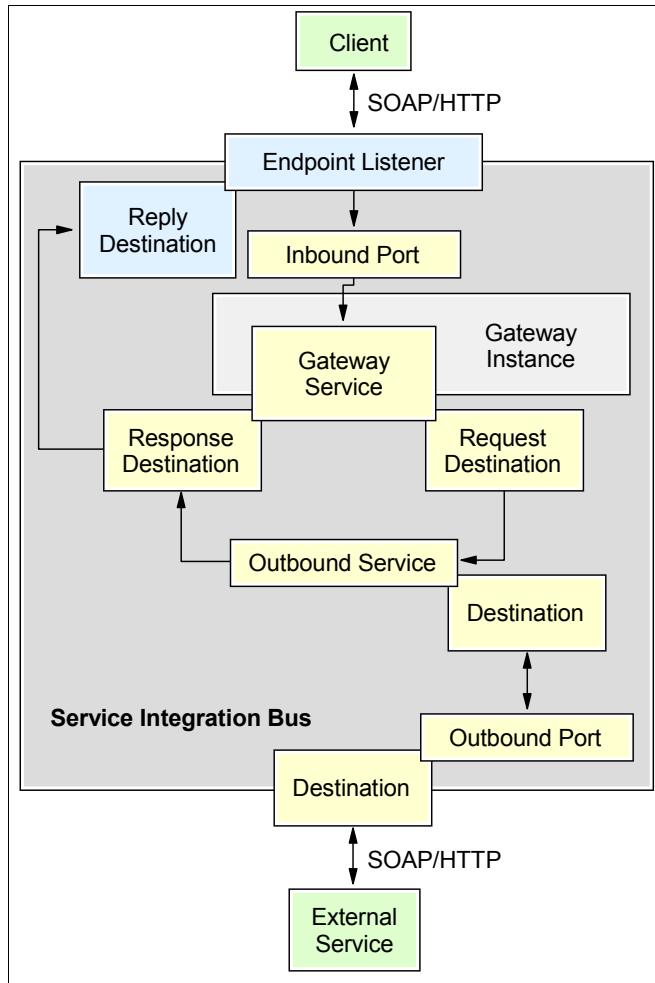 Client
SOAP/HTTP
Endpoint Listener
Reply
Destination
Inbound Port
Gateway
Instance
Gateway
Service
Response
Destination
Request
Destination
Outbound Service
Destination
Service Integration Bus
Outbound Port
Destination
SOAP/HTTP
External
Service